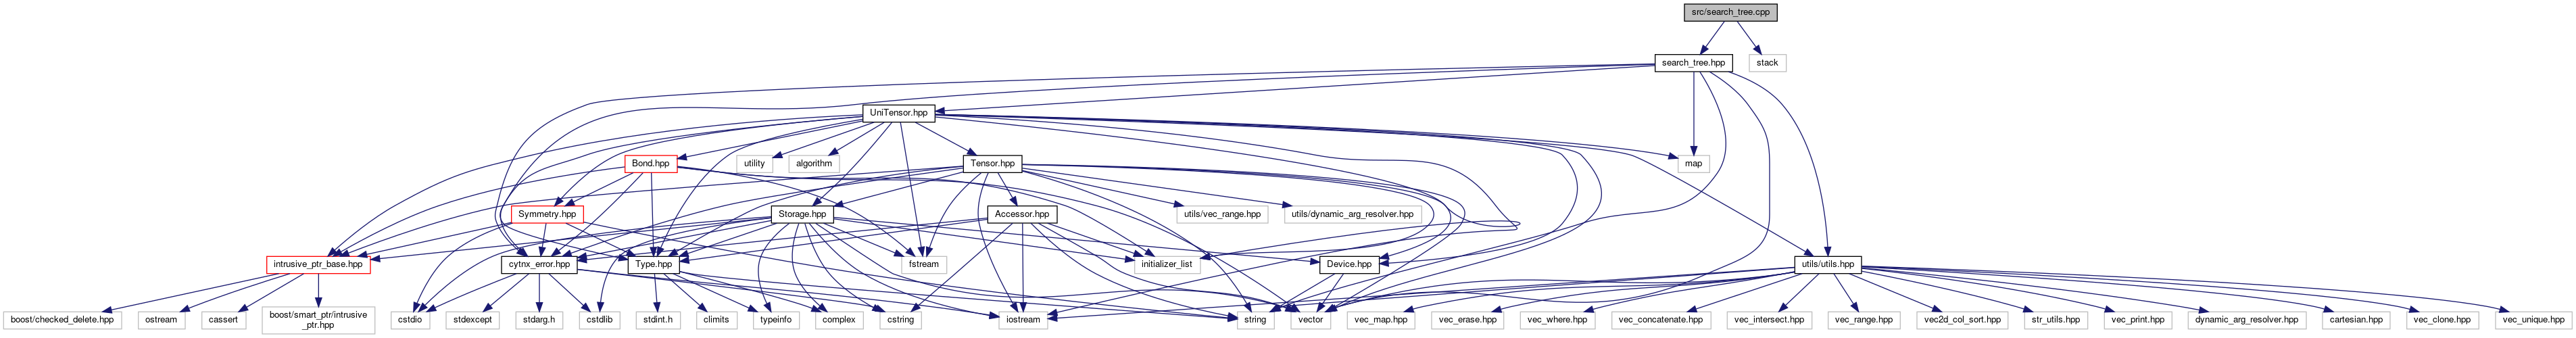 src/search_tree.cpp
search_tree.hpp
stack
UniTensor.hpp
Bond.hpp
utility
algorithm
Tensor.hpp
map
Symmetry.hpp
Storage.hpp
Accessor.hpp
utils/vec_range.hpp
utils/dynamic_arg_resolver.hpp
intrusive_ptr_base.hpp
cytnx_error.hpp
Type.hpp
fstream
initializer_list
Device.hpp
utils/utils.hpp
boost/checked_delete.hpp
ostream
cassert
boost/smart_ptr/intrusive
_ptr.hpp
cstdio
stdexcept
stdarg.h
cstdlib
stdint.h
climits
typeinfo
complex
cstring
iostream
string
vector
vec_map.hpp
vec_erase.hpp
vec_where.hpp
vec_concatenate.hpp
vec_intersect.hpp
vec_range.hpp
vec2d_col_sort.hpp
str_utils.hpp
vec_print.hpp
dynamic_arg_resolver.hpp
cartesian.hpp
vec_clone.hpp
vec_unique.hpp